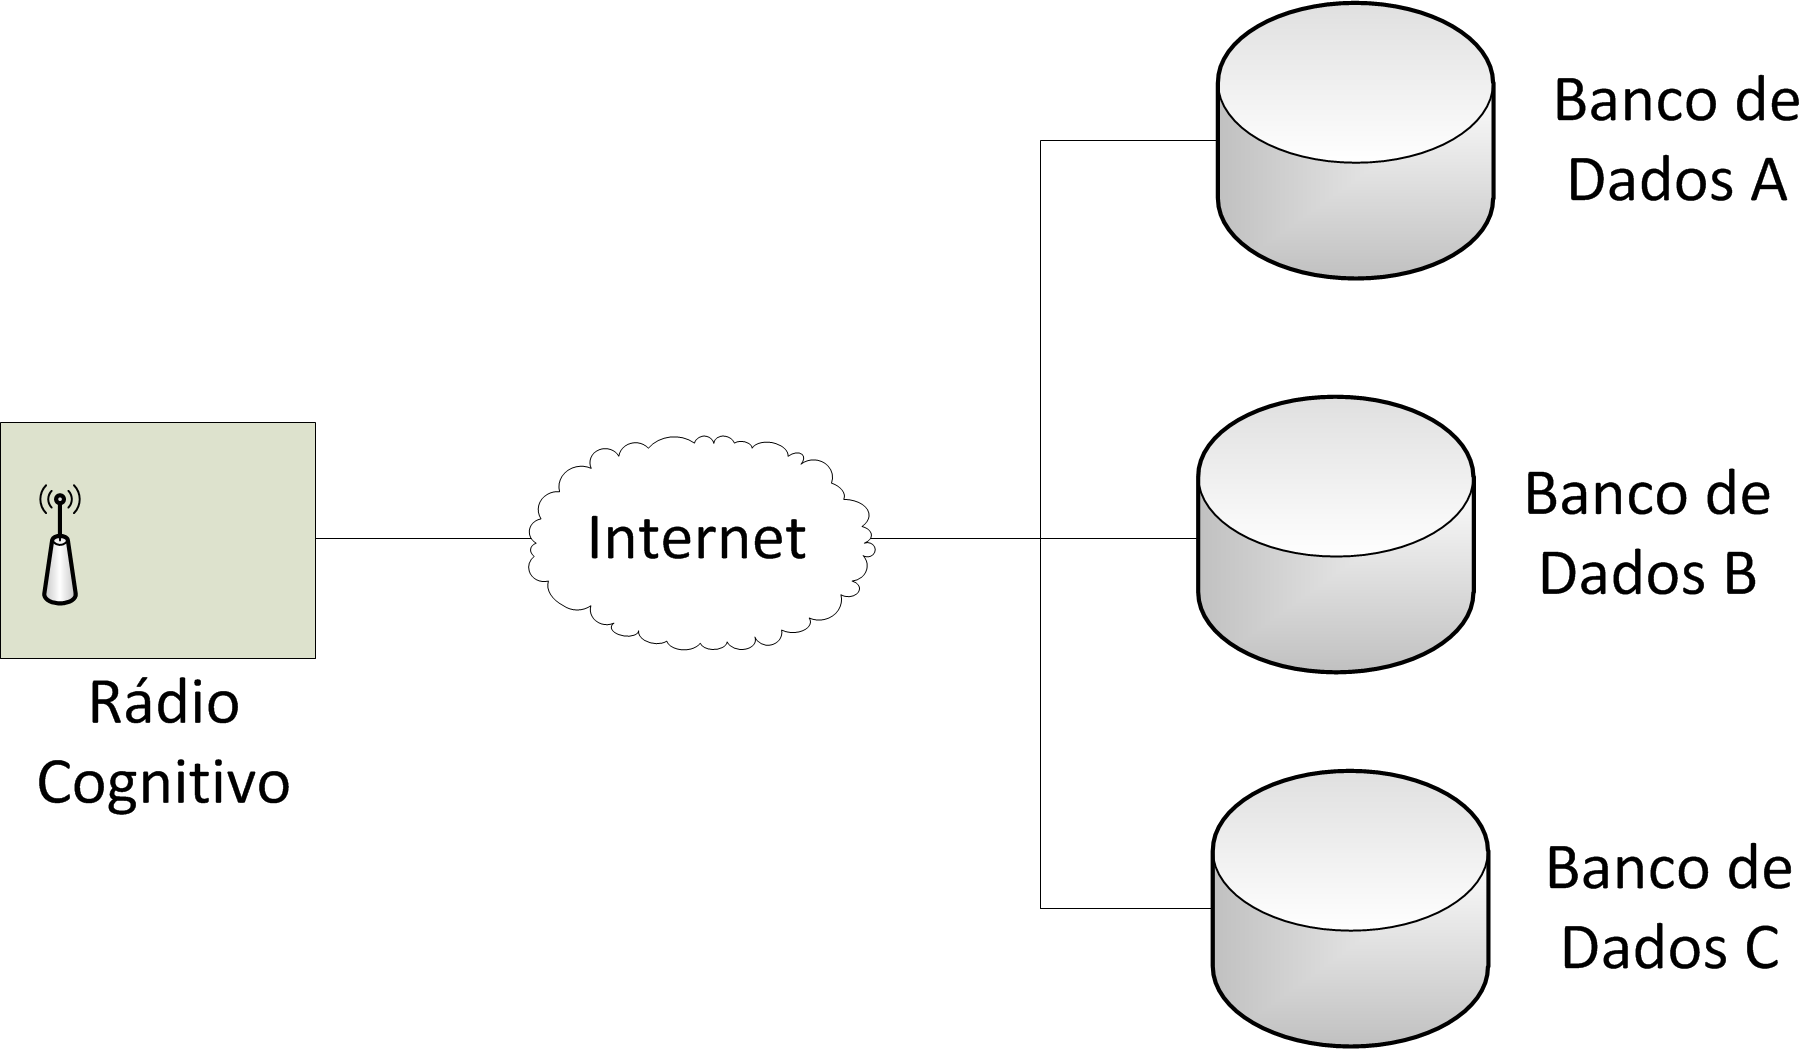 Banco de
Dados A
Banco de
Dados B
Internet
Rádio
Cognitivo
Banco de
Dados C